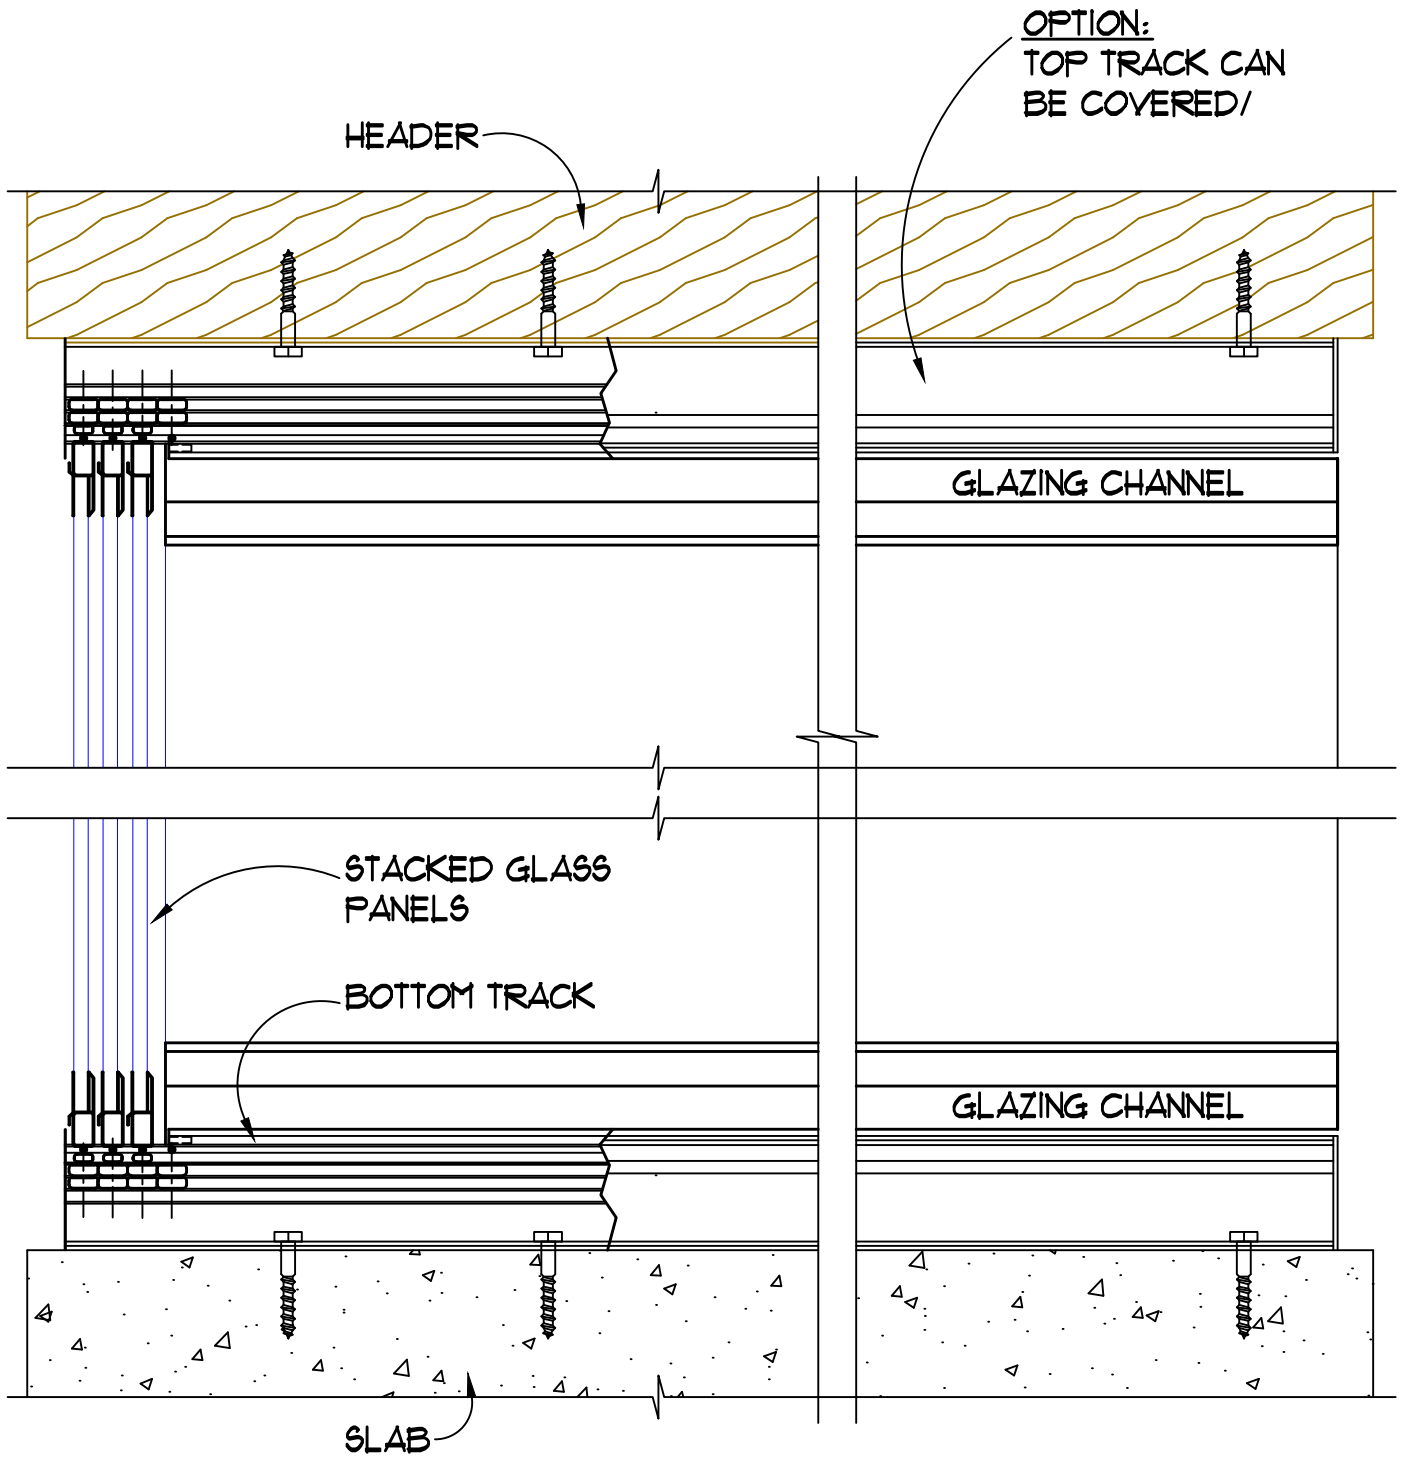 OPTION:
TOP TRACK CAN
BE COVERED/
HEADER
GLAZING CHANNEL
STACKED GLASS
PANELS
BOTTOM TRACK
GLAZING CHANNEL
SLAB